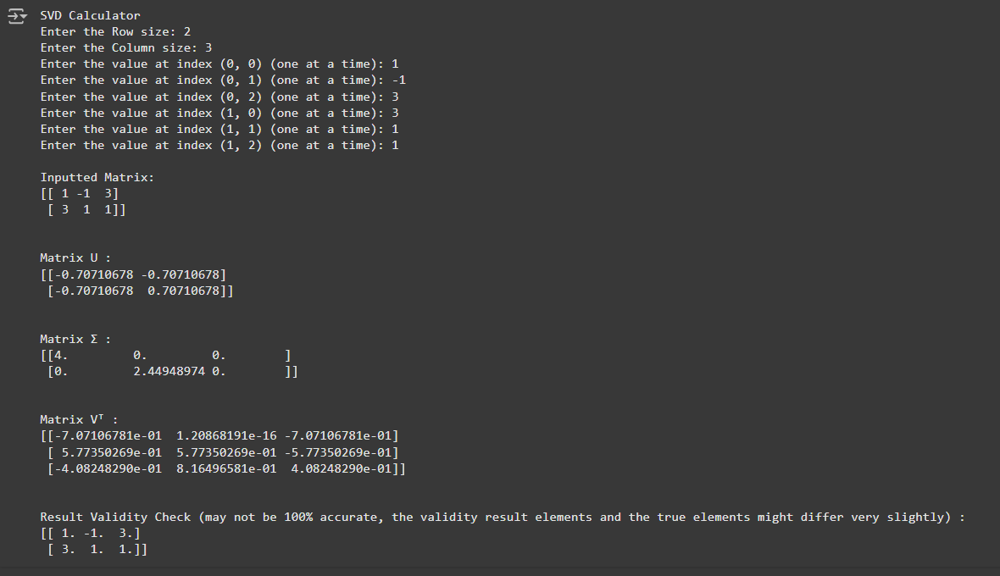 SVD Calculator
Enter the Row size: 2
Enter the Column size: 3
Enter the value at index (0, 0) (one at a time): 1
Enter the value at index (0, 1) (one at a time): -1
Enter the value at index (0, 2) (one at a time): 3
Enter the value at index (1, 0) (one at a time): 3
Enter the value at index (1, 1) (one at a time): 1
Enter the value at index (1, 2) (one at a time): 1
Inputted Matrix:
[[ 1 -1  3]
 [ 3  1  1]]
Matrix U :
[[-0.70710678 -0.70710678]
 [-0.70710678  0.70710678]]
Matrix Σ :
[[4.         0.         0.        ]
 [0.         2.44948974 0.        ]]
Matrix Vᵀ :
[[-7.07106781e-01  1.20868191e-16 -7.07106781e-01]
 [ 5.77350269e-01  5.77350269e-01 -5.77350269e-01]
 [-4.08248290e-01  8.16496581e-01  4.08248290e-01]]
Result Validity Check (may not be 100% accurate, the validity result elements and the true elements might differ very slightly) :
[[ 1. -1.  3.]
 [ 3.  1.  1.]]